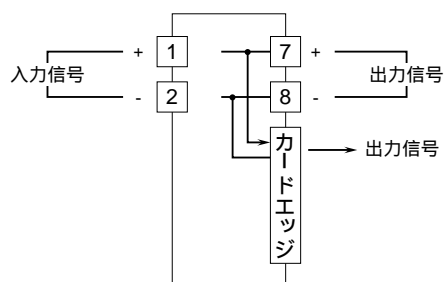 + 1 7 +
入力信号 出力信号
- 2 8 -
カードエッジ
出力信号